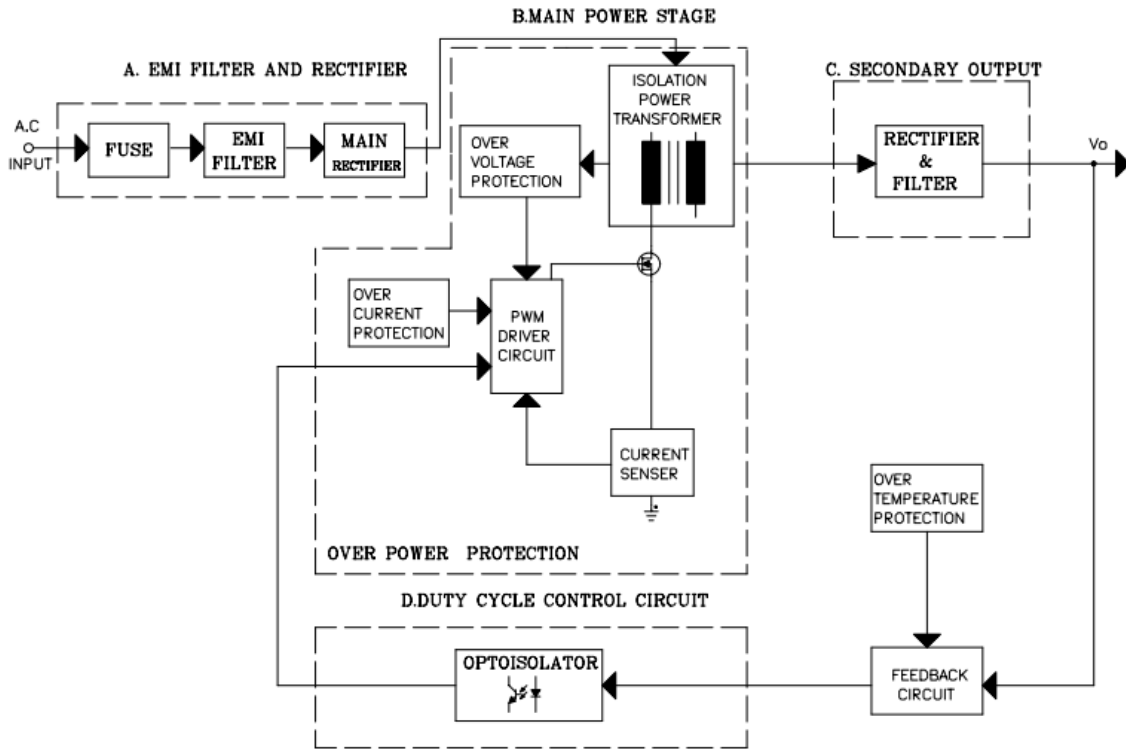 B.MAIN POWER STAGE
A. EMI FILTER AND RECTIFIER
C. SECONDARY OUTPUT
A.C
INPUT
FUSE
EMI
FILTER
MAIN
RECTIFIER
ISOLATION
POWER
TRANSFORMER
OVER
VOLTAGE
PROTECTION
RECTIFIER
&
FILTER
Vo
OVER
CURRENT
PROTECTION
PWM
DRIVER
CIRCUIT
CURRENT
SENSER
OVER
TEMPERATURE
PROTECTION
OVER POWER PROTECTION
D.DUTY CYCLE CONTROL CIRCUIT
OPTOISOLATOR
FEEDBACK
CIRCUIT